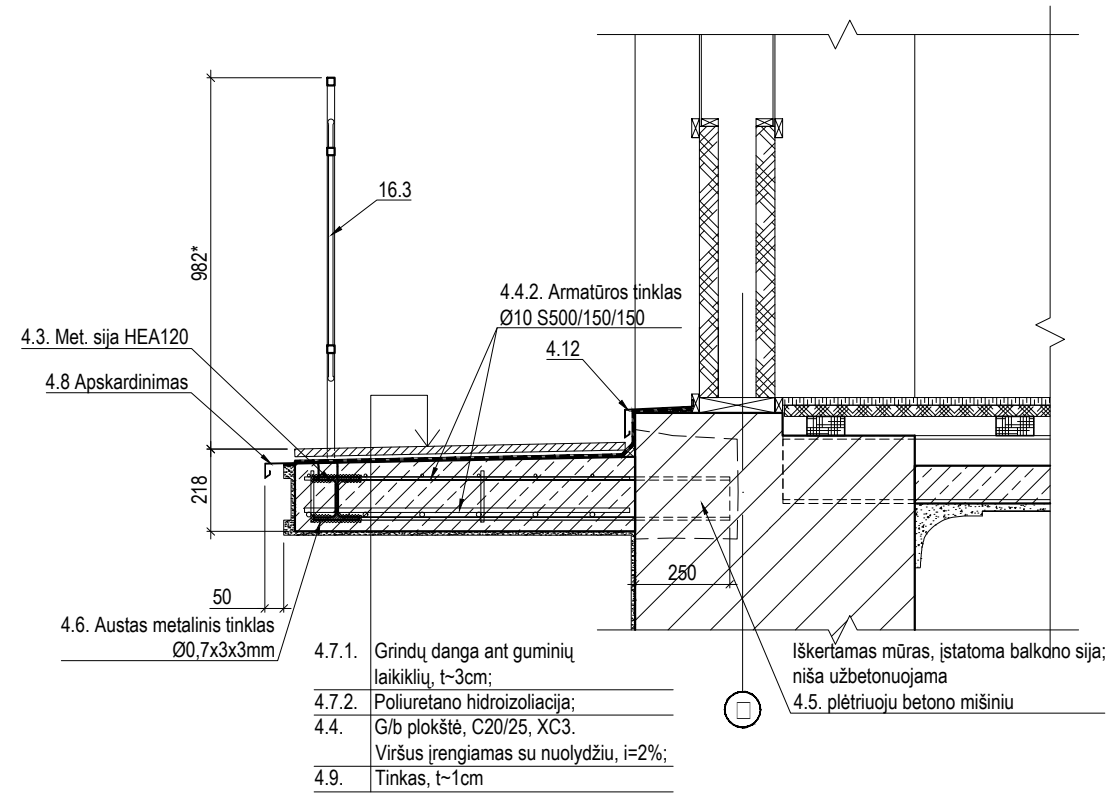 16.3
982*
4.4.2. Armatūros tinklas
Ø10 S500/150/150
4.3. Met. sija HEA120
4.12
4.8 Apskardinimas
218
250
50
4.6. Austas metalinis tinklas
Ø0,7x3x3mm
4.7.1. Grindų danga ant guminių
laikiklių, t~3cm;
4.7.2. Poliuretano hidroizoliacija;
4.4. G/b plokštė, C20/25, XC3.
Viršus įrengiamas su nuolydžiu, i=2%;
4.9. Tinkas, t~1cm
Iškertamas mūras, įstatoma balkono sija;
niša užbetonuojama
4.5. plėtriuoju betono mišiniu